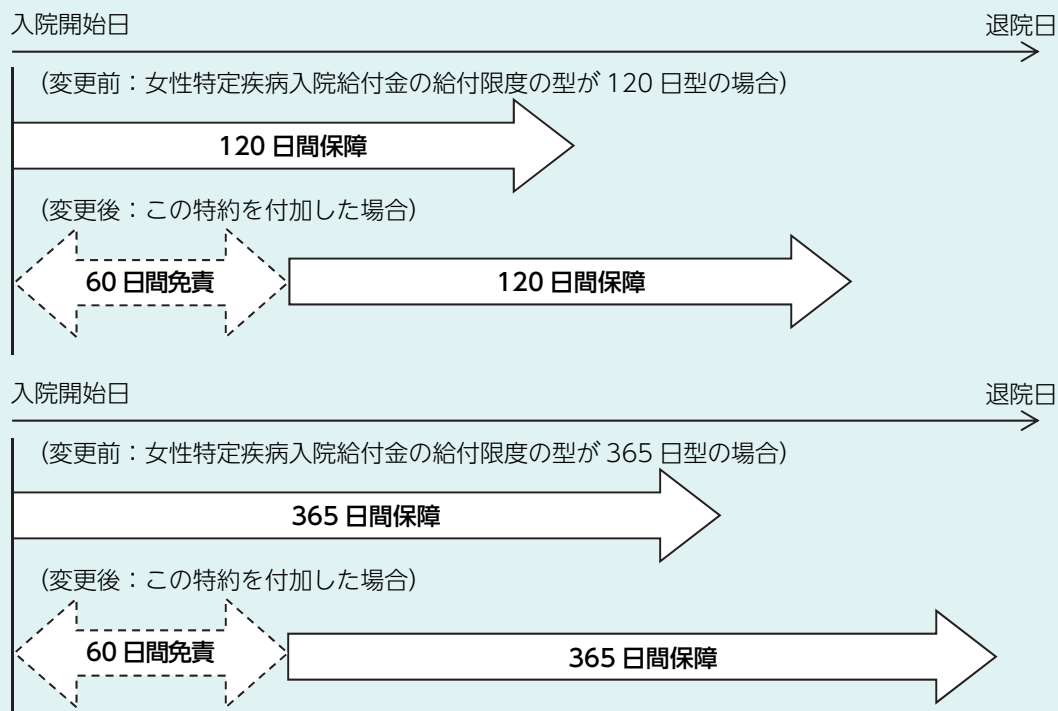 入院開始日
退院日
(変更前：女性特定疾病入院給付金の給付限度の型が 120 日型の場合)
120 日間保障
(変更後：この特約を付加した場合)
60 日間免責
120 日間保障
入院開始日
退院日
(変更前：女性特定疾病入院給付金の給付限度の型が 365 日型の場合)
365 日間保障
(変更後：この特約を付加した場合)
60 日間免責
365 日間保障